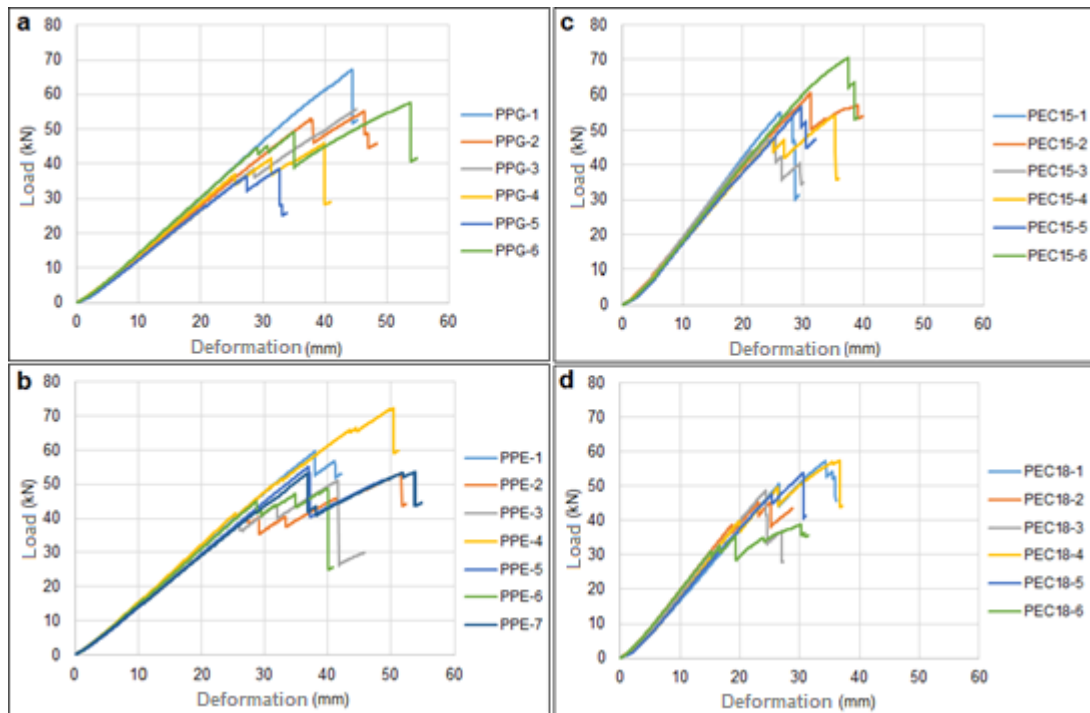 a
80
70
60
50
40
30
20
10
0
Load (kN)
0 10 20 30 40 50 60
Deformation (mm)
PPG-1
PPG-2
PPG-3
PPG-4
PPG-5
PPG-6
c
80
70
60
50
40
30
20
10
0
Load (kN)
0 10 20 30 40 50 60
Deformation (mm)
PEC15-1
PEC15-2
PEC15-3
PEC15-4
PEC15-5
PEC15-6
b
80
70
60
50
40
30
20
10
0
Load (kN)
0 10 20 30 40 50 60
Deformation (mm)
PPE-1
PPE-2
PPE-3
PPE-4
PPE-5
PPE-6
PPE-7
d
80
70
60
50
40
30
20
10
0
Load (kN)
0 10 20 30 40 50 60
Deformation (mm)
PEC18-1
PEC18-2
PEC18-3
PEC18-4
PEC18-5
PEC18-6